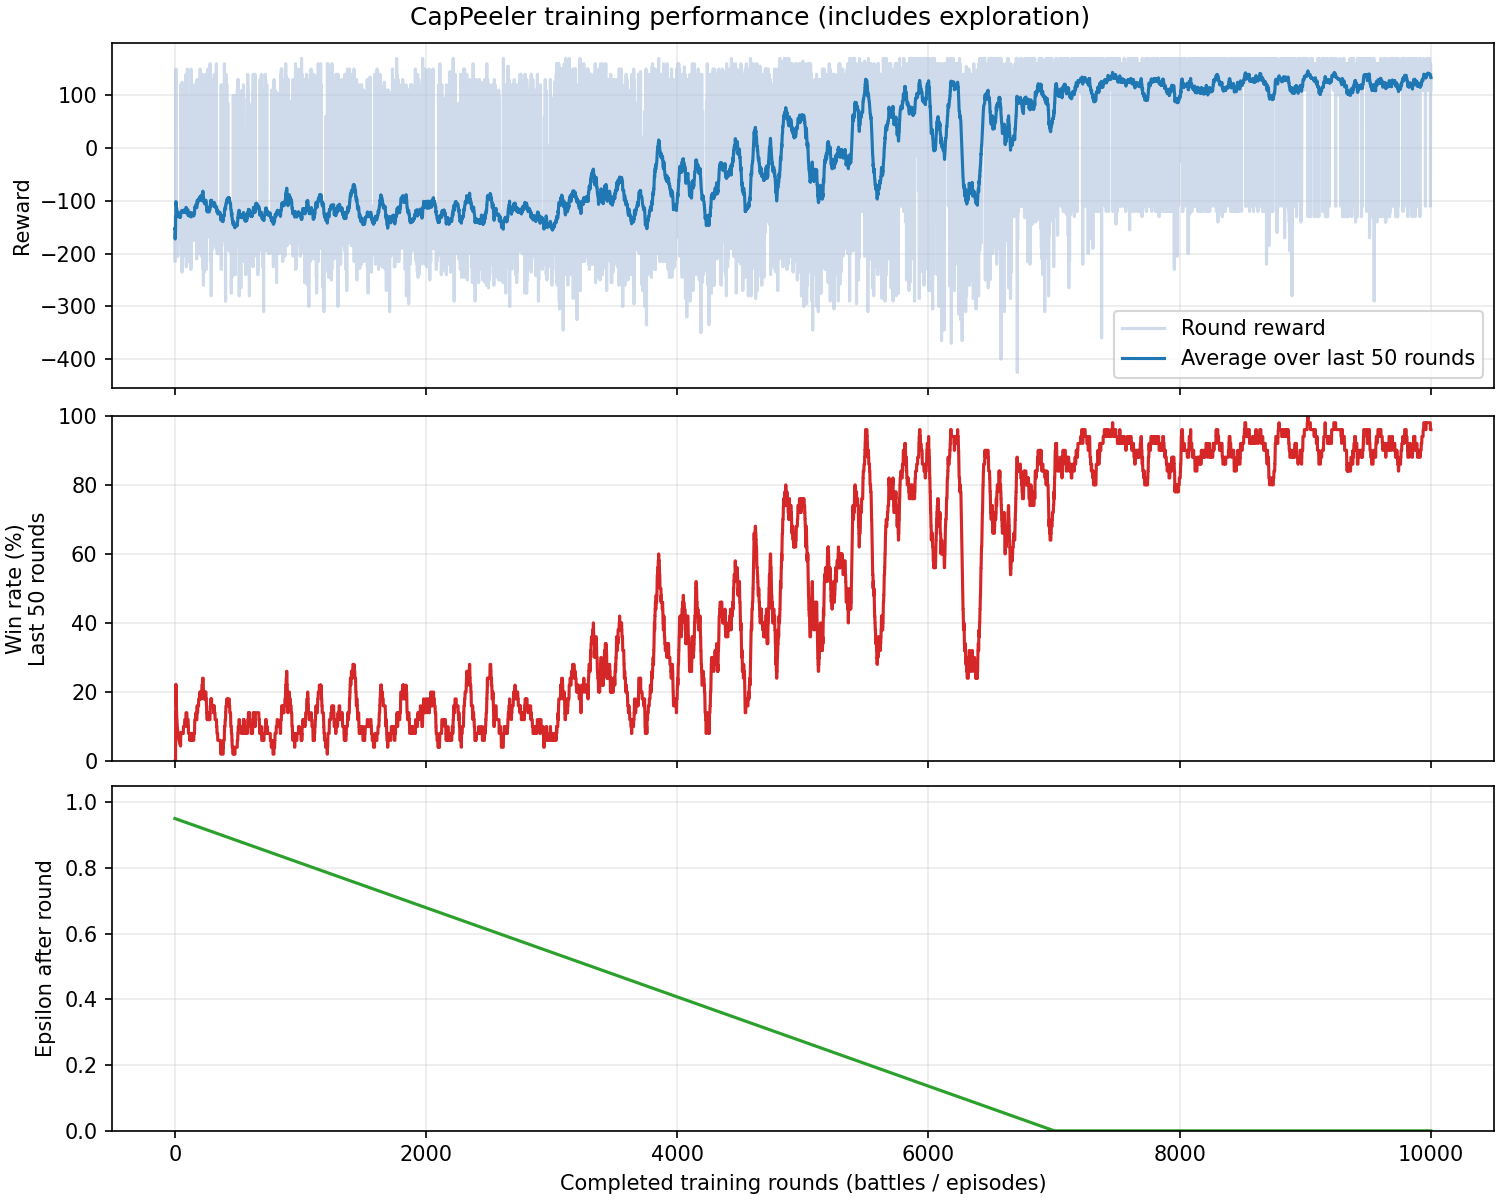 CapPeeler training performance (includes exploration)
100
0
−100
−200
−300
−400
Reward
Round reward
Average over last 50 rounds
100
80
60
40
20
0
Win rate (%)
Last 50 rounds
1.0
0.8
0.6
0.4
0.2
0.0
Epsilon after round
0 2000 4000 6000 8000 10000
Completed training rounds (battles / episodes)